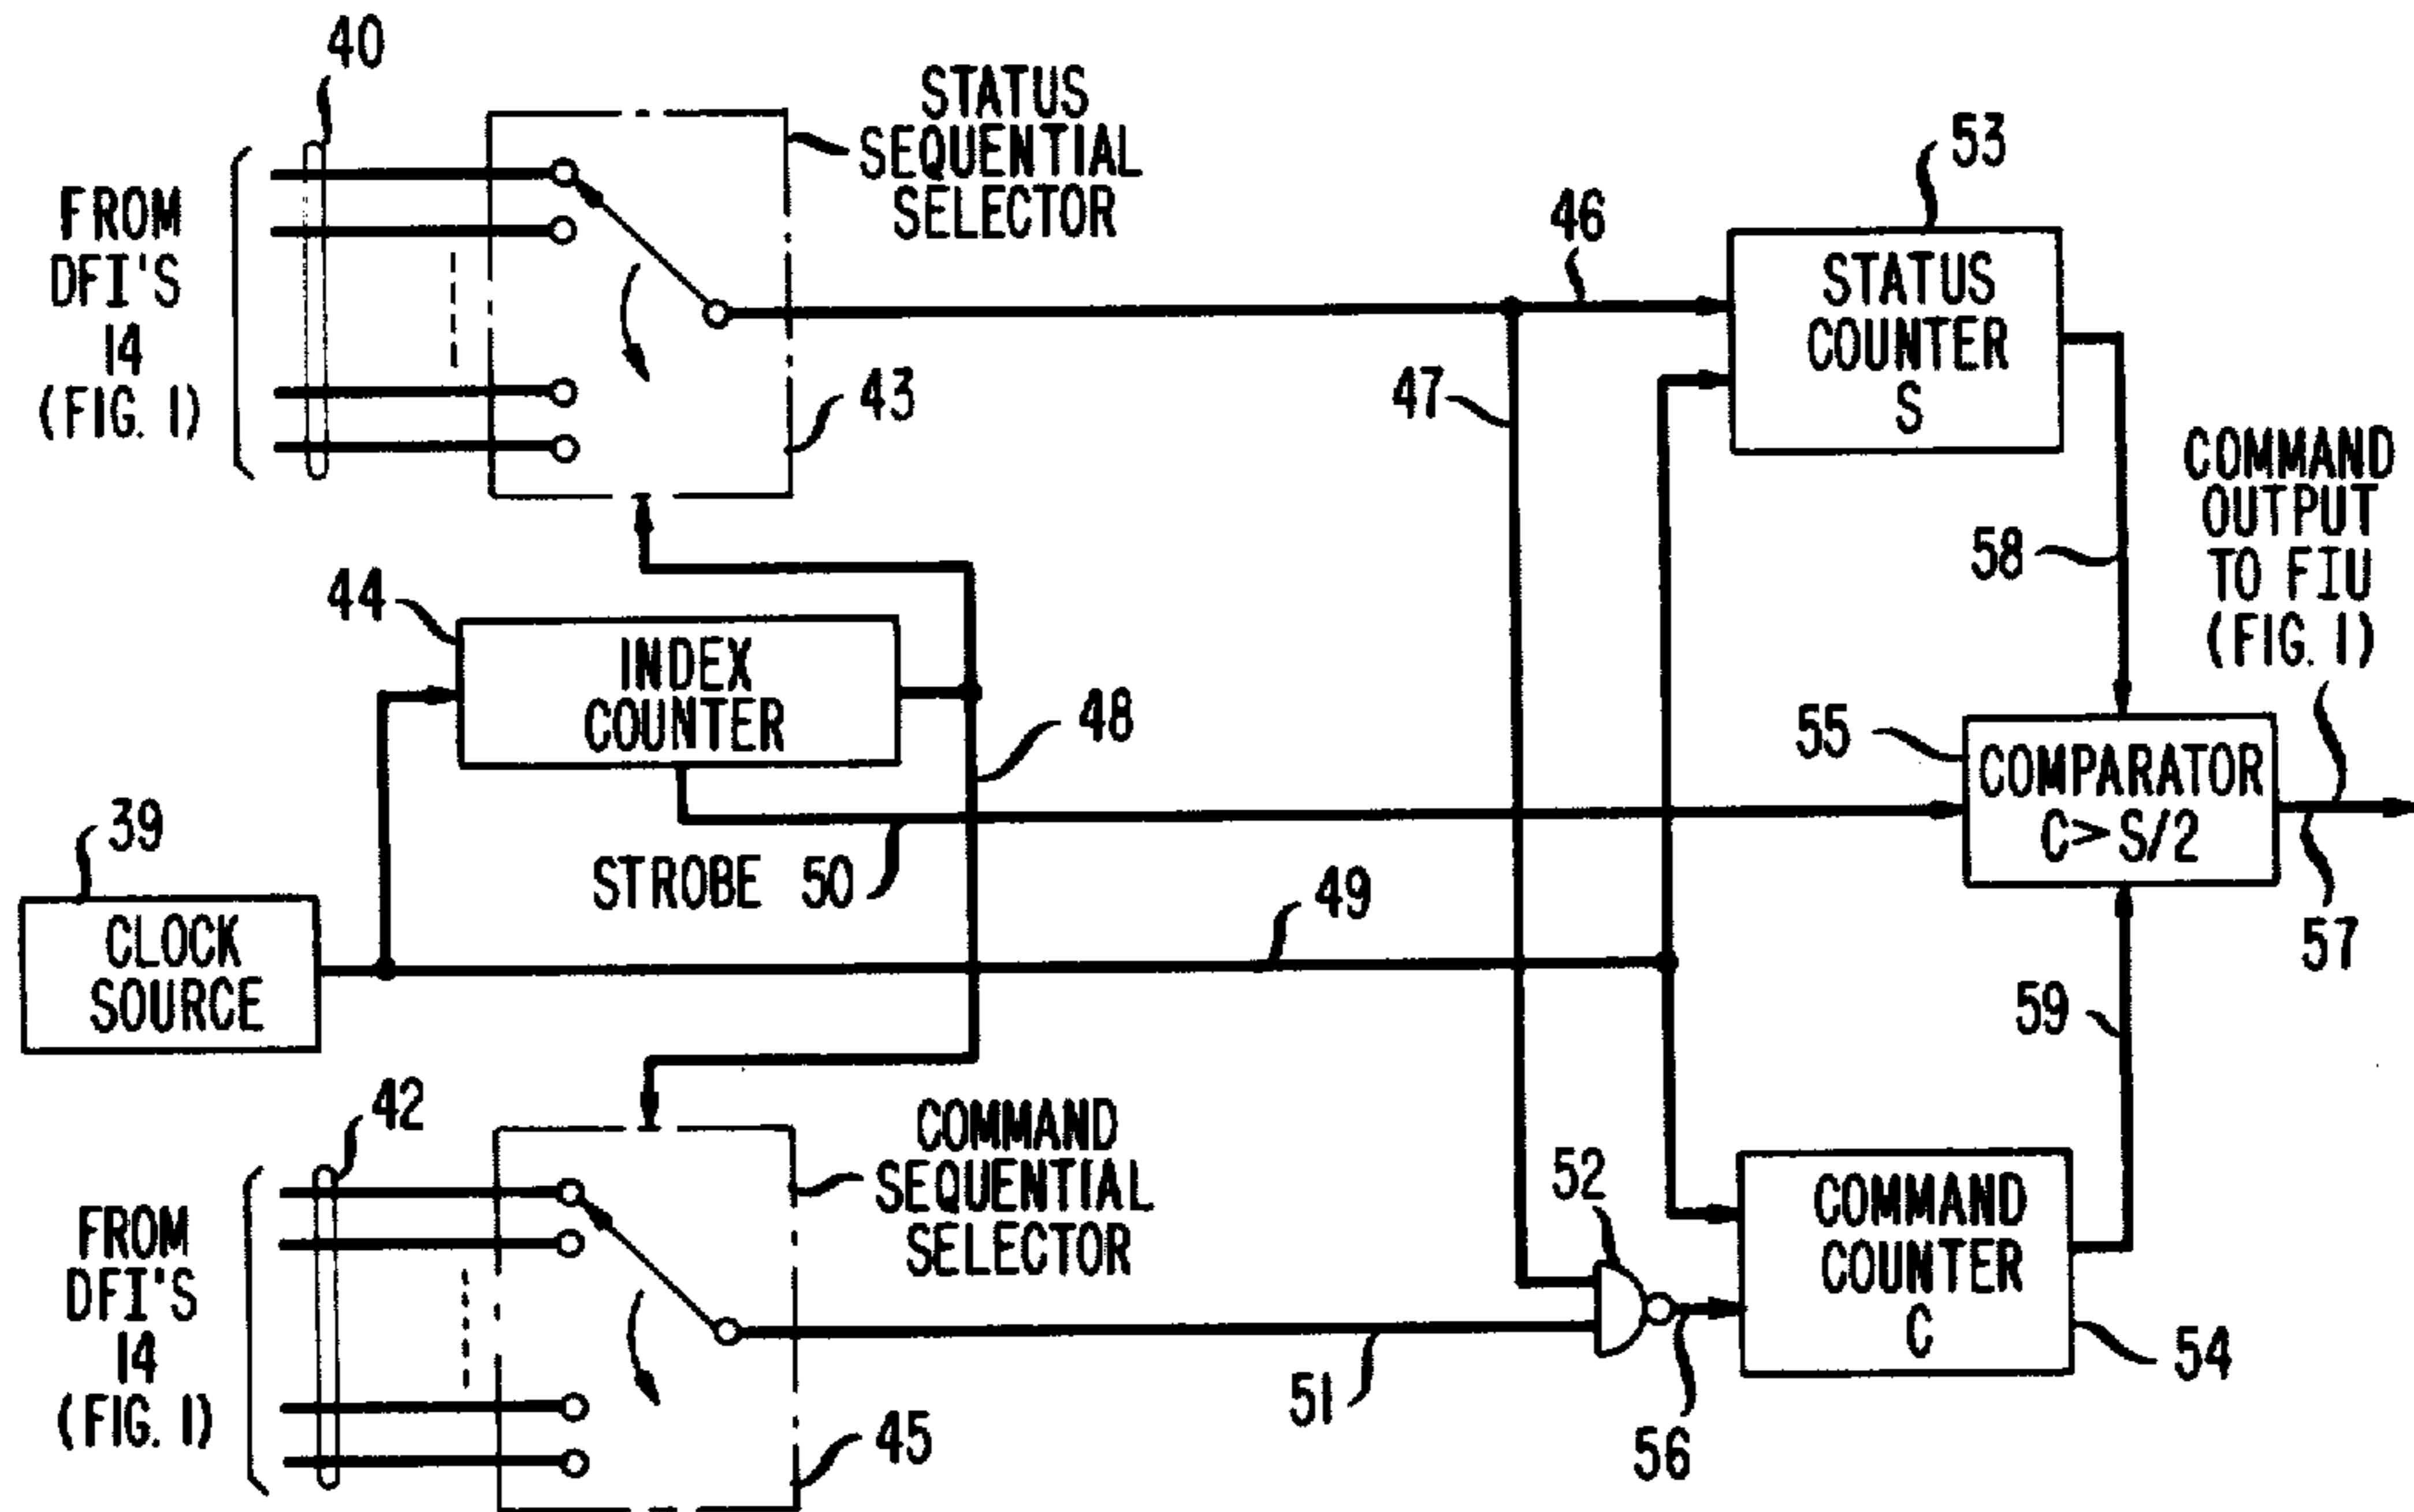 40
STATUS
SEQUENTIAL
SELECTOR
FROM
DFI'S
14
(FIG. 1)
43
46
47
53
STATUS
COUNTER
S
58
COMMAND
OUTPUT
TO FIU
(FIG. 1)
44
INDEX
COUNTER
48
55
COMPARATOR
C>S/2
39
CLOCK
SOURCE
STROBE 50
49
57
59
42
COMMAND
SEQUENTIAL
SELECTOR
FROM
DFI'S
14
(FIG. 1)
45
51
52
56
COMMAND
COUNTER
C
54